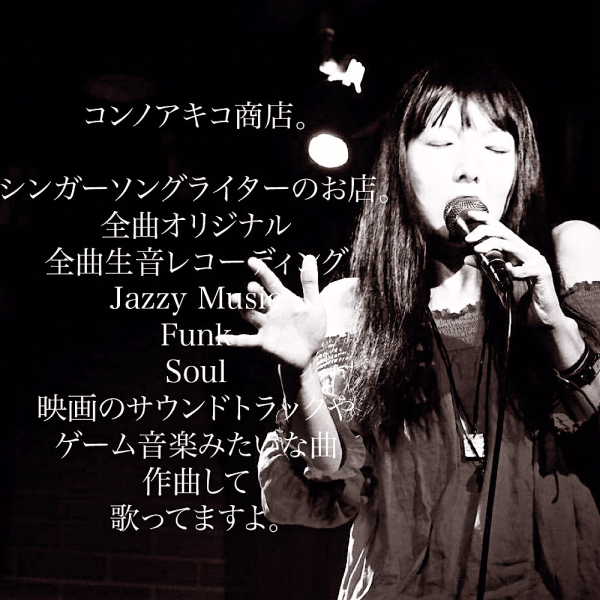 コンノアキコ商店。
シンガーソングライターのお店。
全曲オリジナル
全曲生音レコーディング
Jazzy Music
Funk
Soul
映画のサウンドトラックや
ゲーム音楽みたいな曲
作曲して
歌ってますよ。